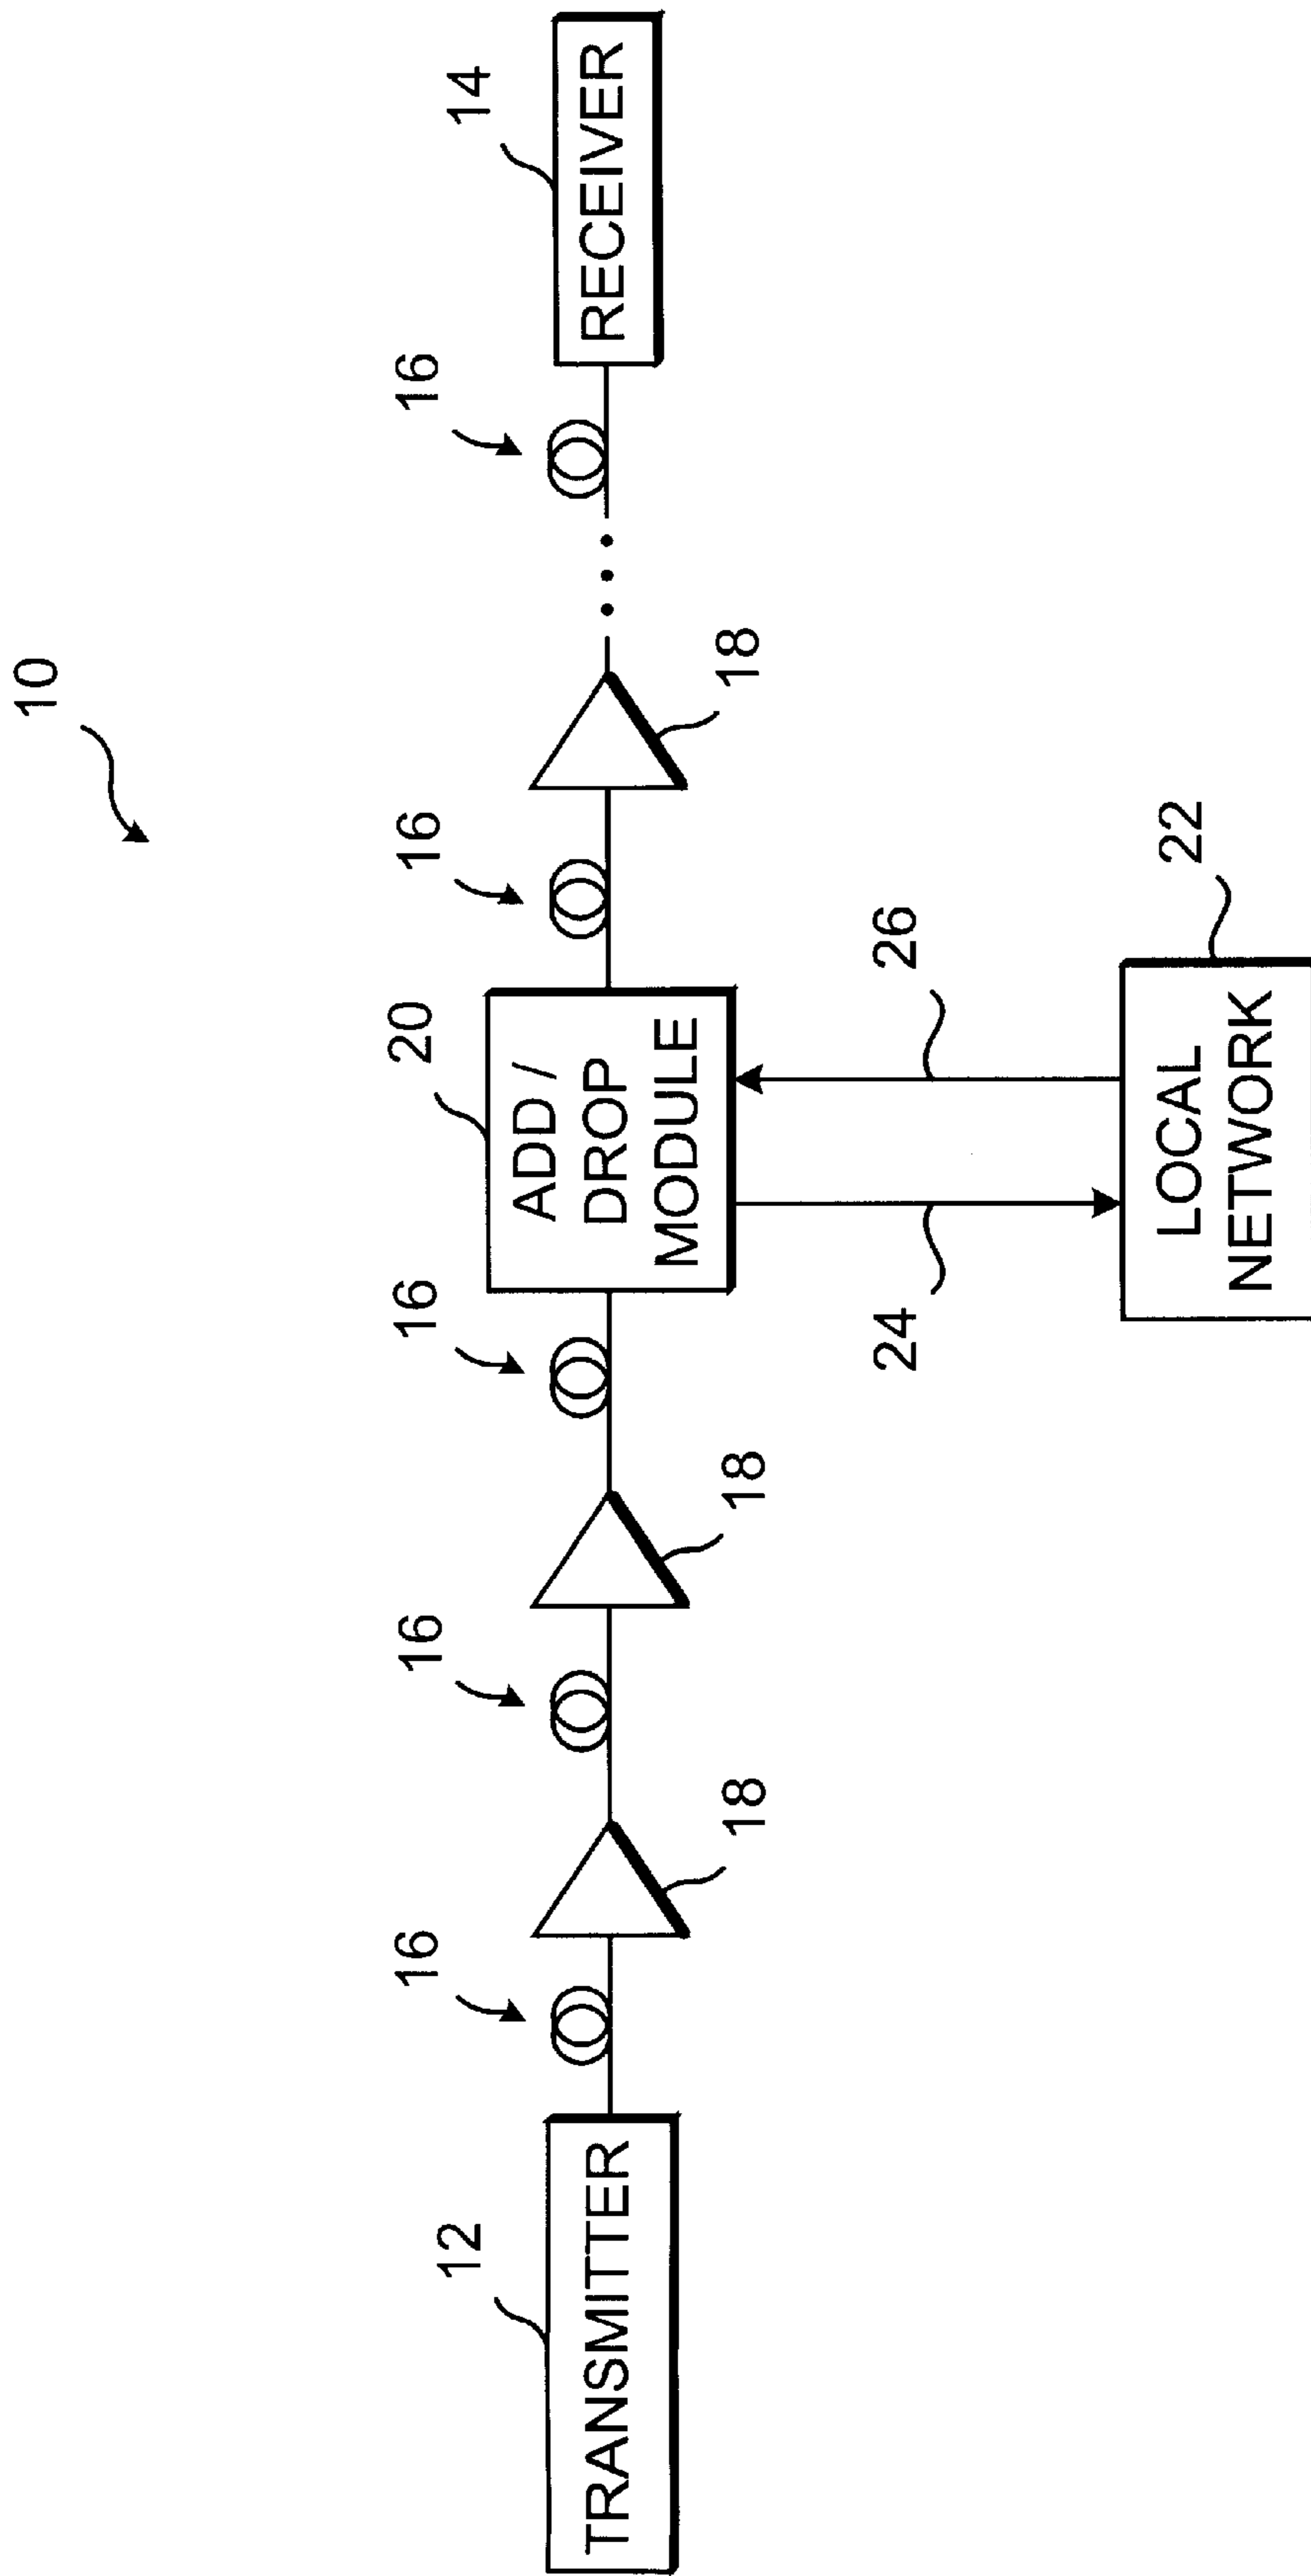 10
12
TRANSMITTER
16
18
16
18
16
20
ADD /
DROP
MODULE
16
18
16
14
RECEIVER
24
26
22
LOCAL
NETWORK